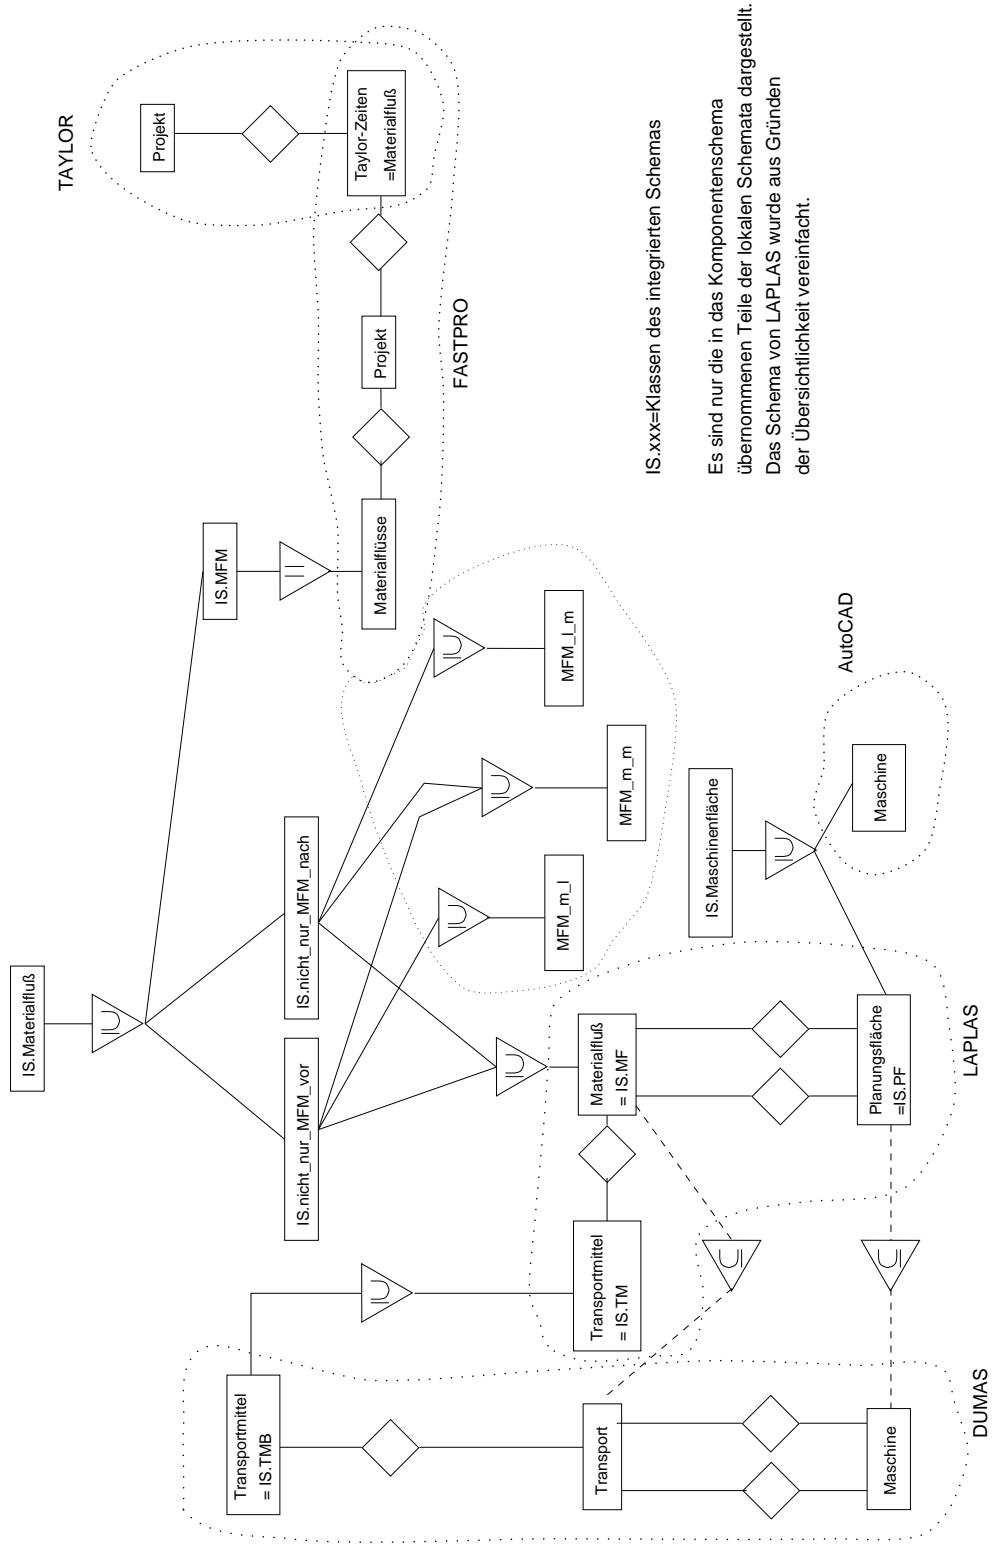 IS.Materialfluß
IS.nicht_nur_MFM_vor
IS.nicht_nur_MFM_nach
IS.MFM
TAYLOR
Projekt
Taylor-Zeiten
=Materialfluß
Projekt
Materialflüsse
FASTPRO
Transportmittel
= IS.TMB
Transportmittel
= IS.TM
Materialfluß
= IS.MF
MFM_m_l
MFM_m_m
MFM_l_m
Transport
Maschine
DUMAS
Planungsfläche
=IS.PF
LAPLAS
IS.Maschinenfläche
Maschine
AutoCAD
IS.xxx=Klassen des integrierten Schemas
Es sind nur die in das Komponentenschema
übernommenen Teile der lokalen Schemata dargestellt.
Das Schema von LAPLAS wurde aus Gründen
der Übersichtlichkeit vereinfacht.